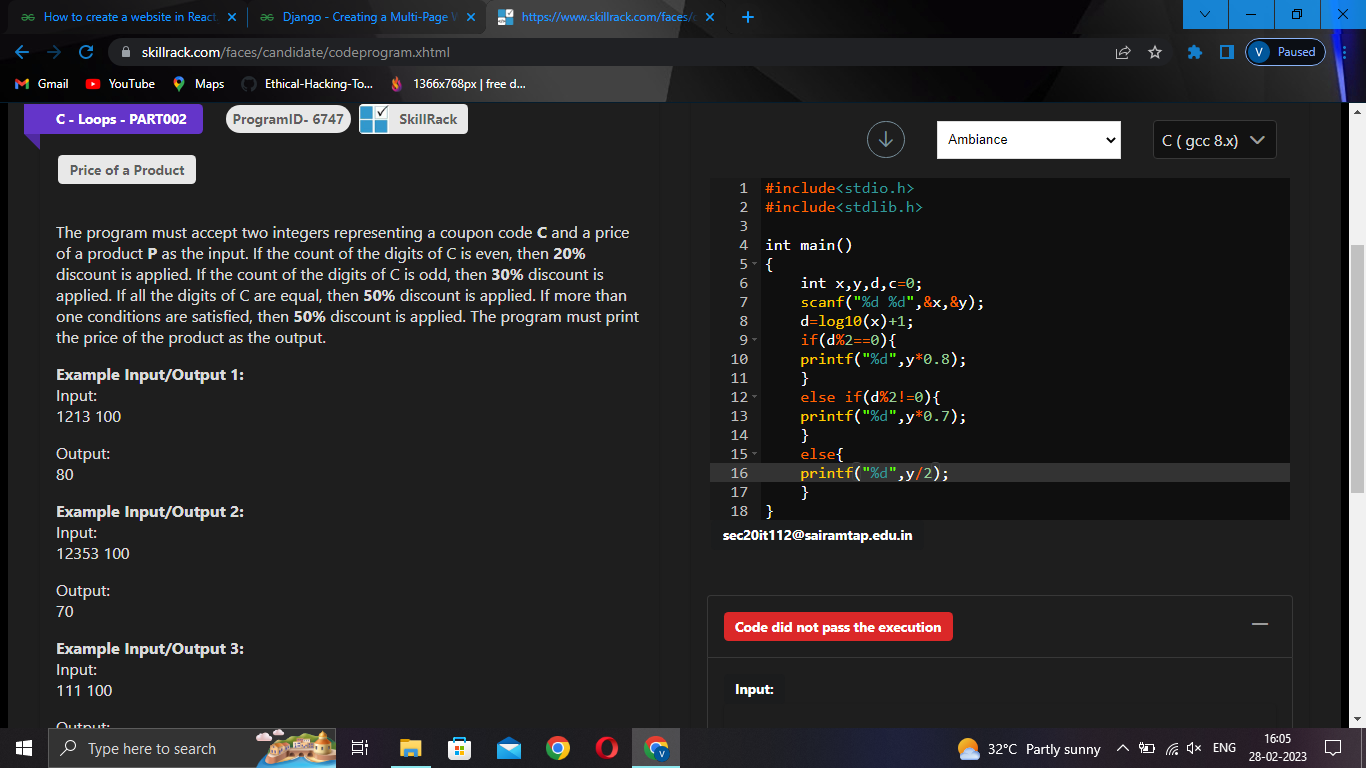 How to create a website in React
Django - Creating a Multi-Page W
https://www.skillrack.com/faces/c
skillrack.com/faces/candidate/codeprogram.xhtml
V Paused
Gmail YouTube Maps Ethical-Hacking-To... 1366x768px | free d...
C - Loops - PART002
ProgramID- 6747
SkillRack
Price of a Product
The program must accept two integers representing a coupon code C and a price
of a product P as the input. If the count of the digits of C is even, then 20%
discount is applied. If the count of the digits of C is odd, then 30% discount is
applied. If all the digits of C are equal, then 50% discount is applied. If more than
one conditions are satisfied, then 50% discount is applied. The program must print
the price of the product as the output.
Example Input/Output 1:
Input:
1213 100
Output:
80
Example Input/Output 2:
Input:
12353 100
Output:
70
Example Input/Output 3:
Input:
111 100
Output:
Ambiance
C ( gcc 8.x)
1 #include<stdio.h>
2 #include<stdlib.h>
3
4 int main()
5 {
6 int x,y,d,c=0;
7 scanf("%d %d",&x,&y);
8 d=log10(x)+1;
9 if(d%2==0){
10 printf("%d",y*0.8);
11 }
12 else if(d%2!=0){
13 printf("%d",y*0.7);
14 }
15 else{
16 printf("%d",y/2);
17 }
18 }
sec20it112@sairamtap.edu.in
Code did not pass the execution
Input:
Type here to search
V
32°C Partly sunny
ENG
16:05
28-02-2023